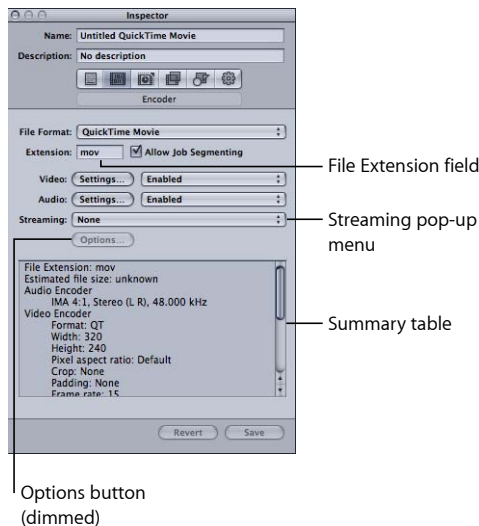 Inspector
Name: Untitled QuickTime Movie
Description: No description
Encoder
File Format: QuickTime Movie
Extension: mov Allow Job Segmenting
File Extension field
Video: Settings... Enabled
Audio: Settings... Enabled
Streaming: None
Streaming pop-up
menu
Options...
File Extension: mov
Estimated file size: unknown
Audio Encoder
IMA 4:1, Stereo (L R), 48.000 kHz
Video Encoder
Format: QT
Width: 320
Height: 240
Pixel aspect ratio: Default
Crop: None
Padding: None
Frame rate: 15
Summary table
Revert Save
Options button
(dimmed)